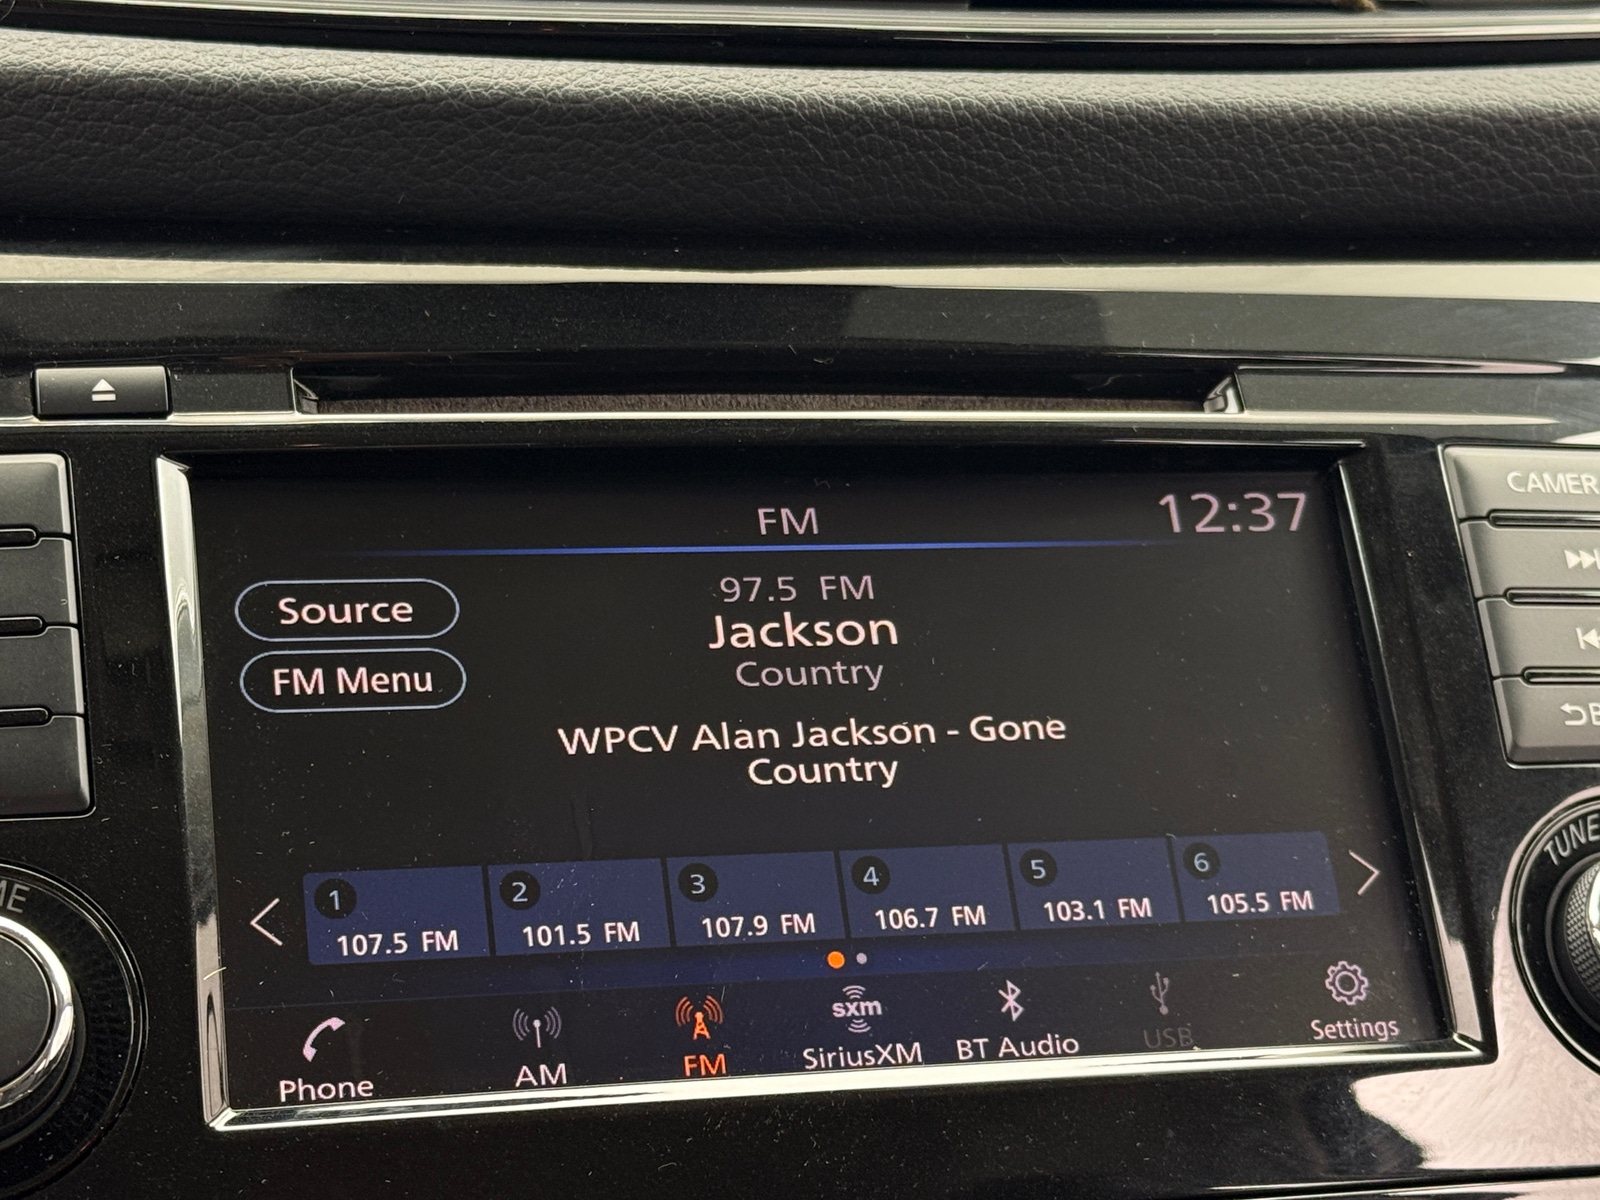 CAMER
FM
12:37
97.5 FM
Source
Jackson
Country
FM Menu
WPCV Alan Jackson - Gone
Country
TUNE
1
2
3
4
5
6
107.5 FM
101.5 FM
107.9 FM
106.7 FM
103.1 FM
105.5 FM
ME
sxm
Phone
AM
FM
SiriusXM
BT Audio
USB
Settings